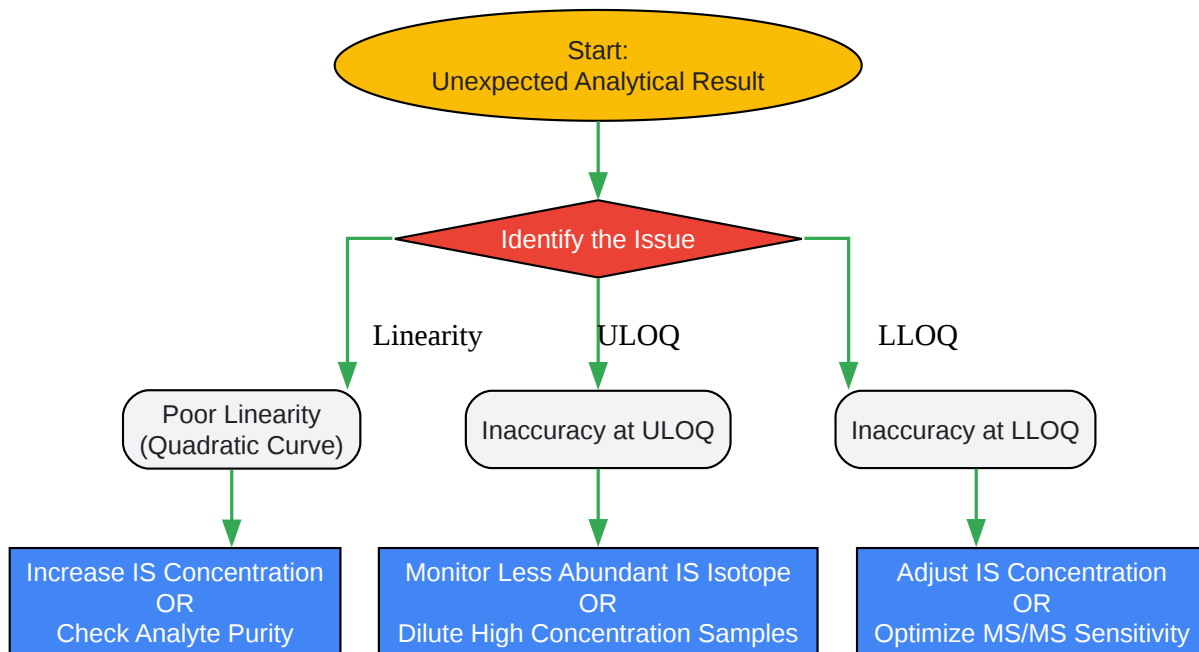 Start:
Unexpected Analytical Result
Identify the Issue
Linearity
ULOQ
LLOQ
Poor Linearity
(Quadratic Curve)
Inaccuracy at ULOQ
Inaccuracy at LLOQ
Increase IS Concentration
OR
Check Analyte Purity
Monitor Less Abundant IS Isotope
OR
Dilute High Concentration Samples
Adjust IS Concentration
OR
Optimize MS/MS Sensitivity